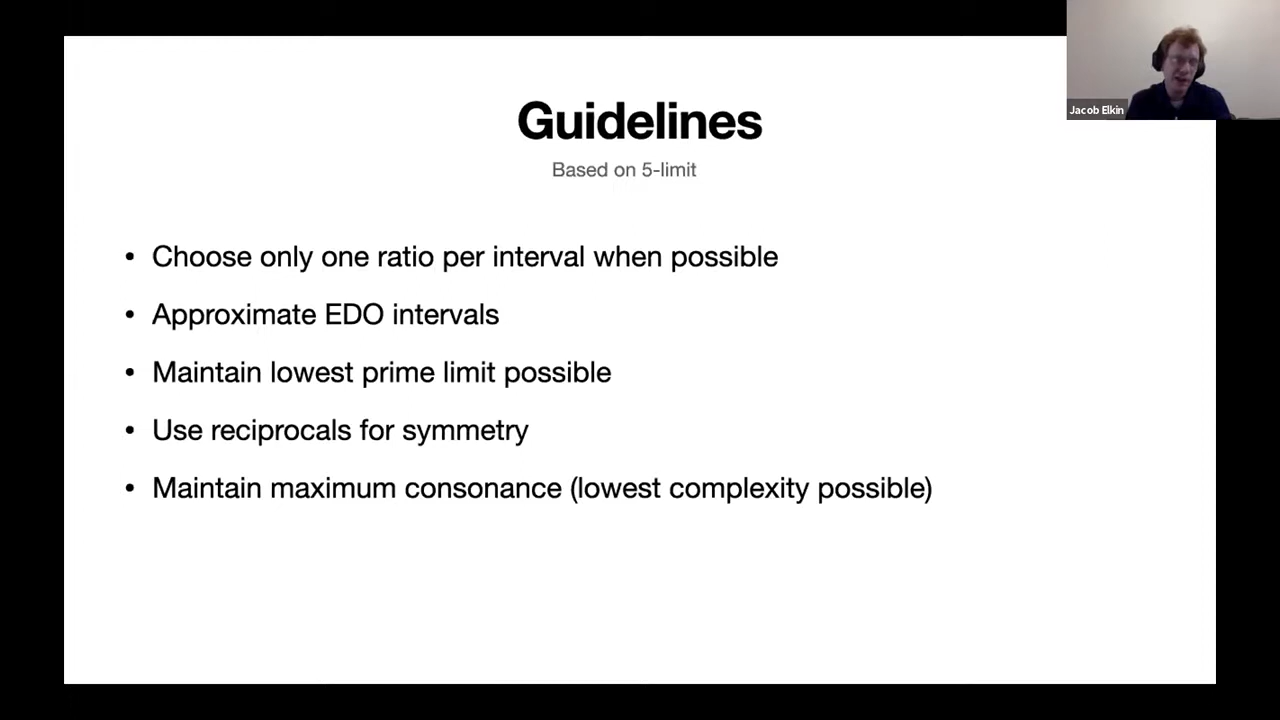 Guidelines
Based on 5-limit
• Choose only one ratio per interval when possible
• Approximate EDO intervals
• Maintain lowest prime limit possible
• Use reciprocals for symmetry
• Maintain maximum consonance (lowest complexity possible)
Jacob Elkin